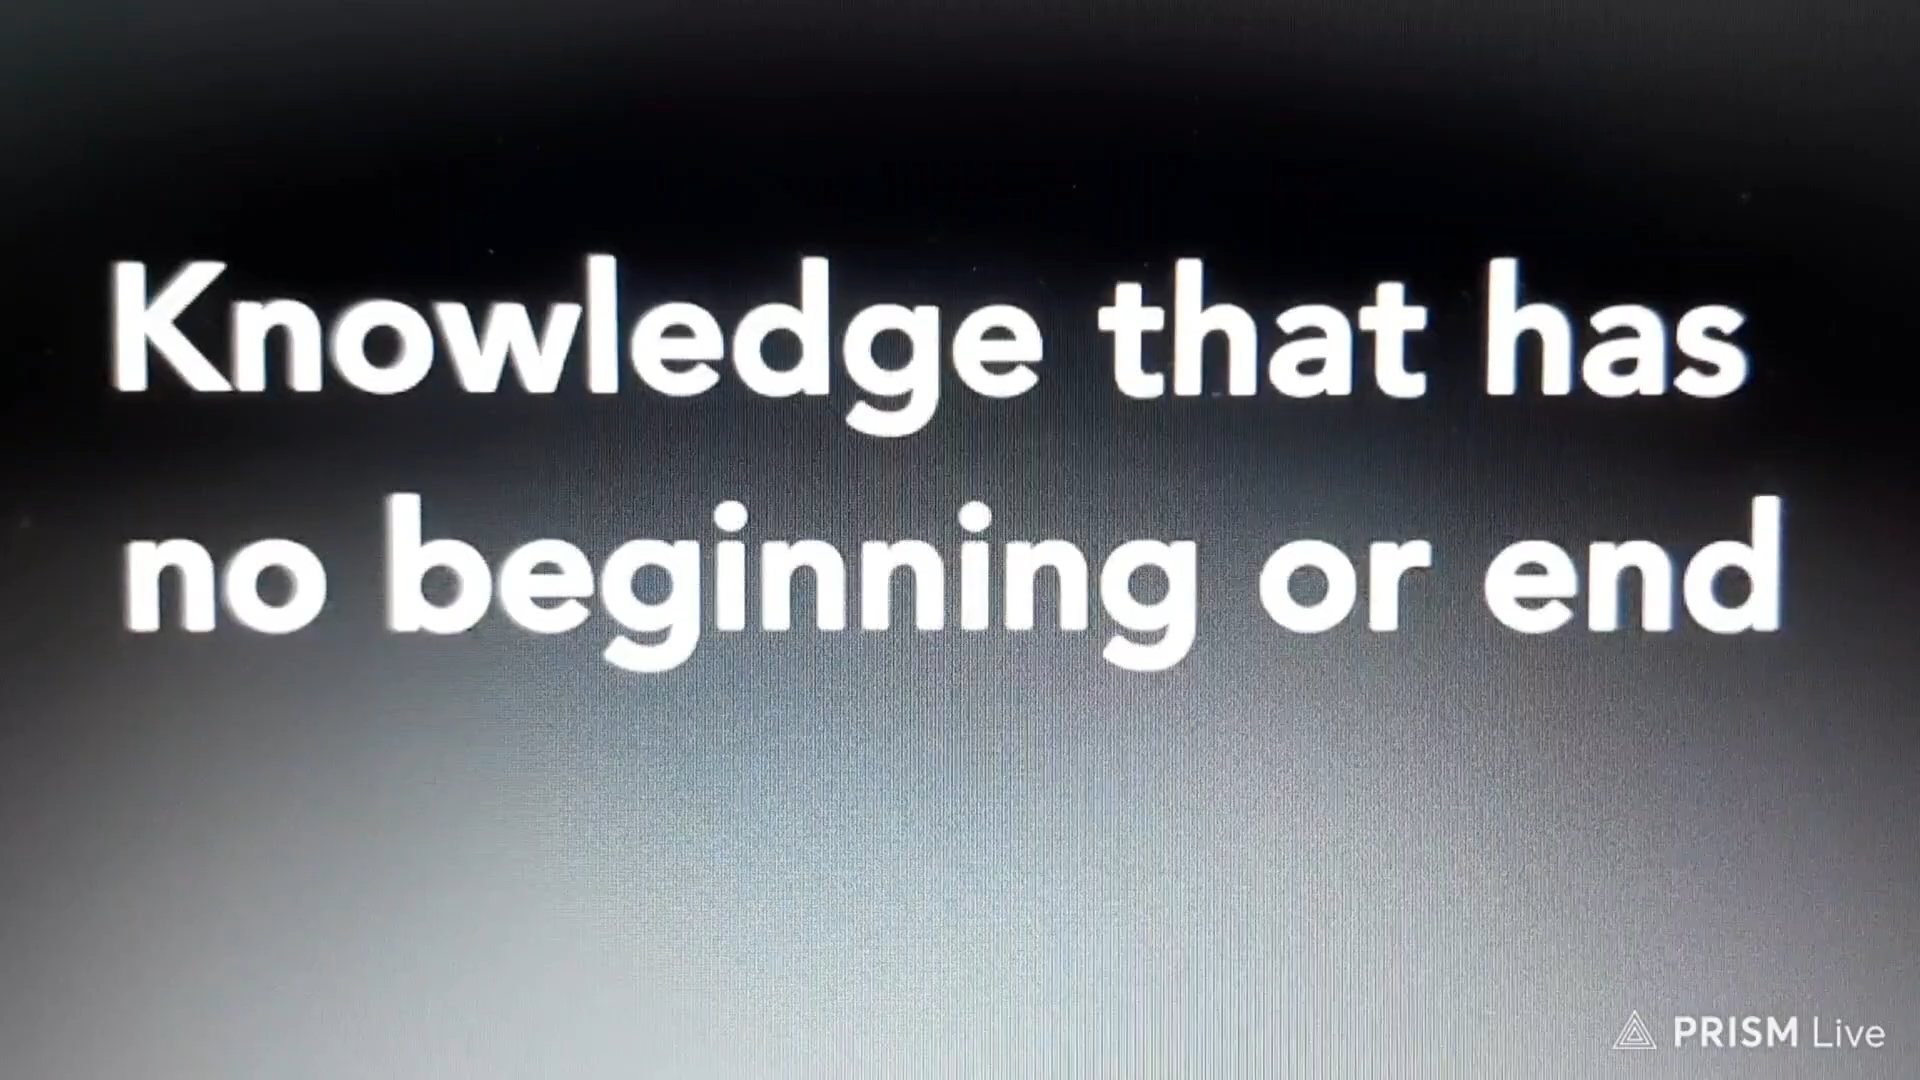 Knowledge that has
no beginning or end
PRISM Live